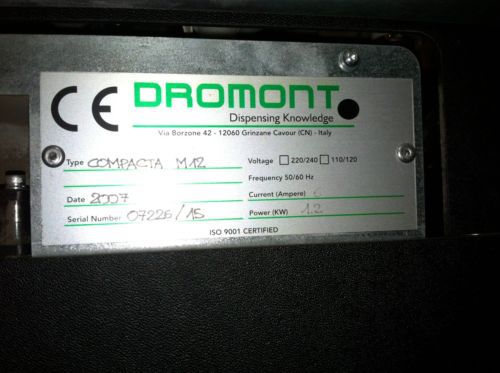 CE DROMONT
Dispensing Knowledge
Via Borzone 42 - 12060 Grinzane Cavour (CN) - Italy
Type COMPACTA M12
Voltage 220/240 110/120
Frequency 50/60 Hz
Date 2007
Current (Ampere) 6
Serial Number 07226/15
Power (KW) 1.2
ISO 9001 CERTIFIED